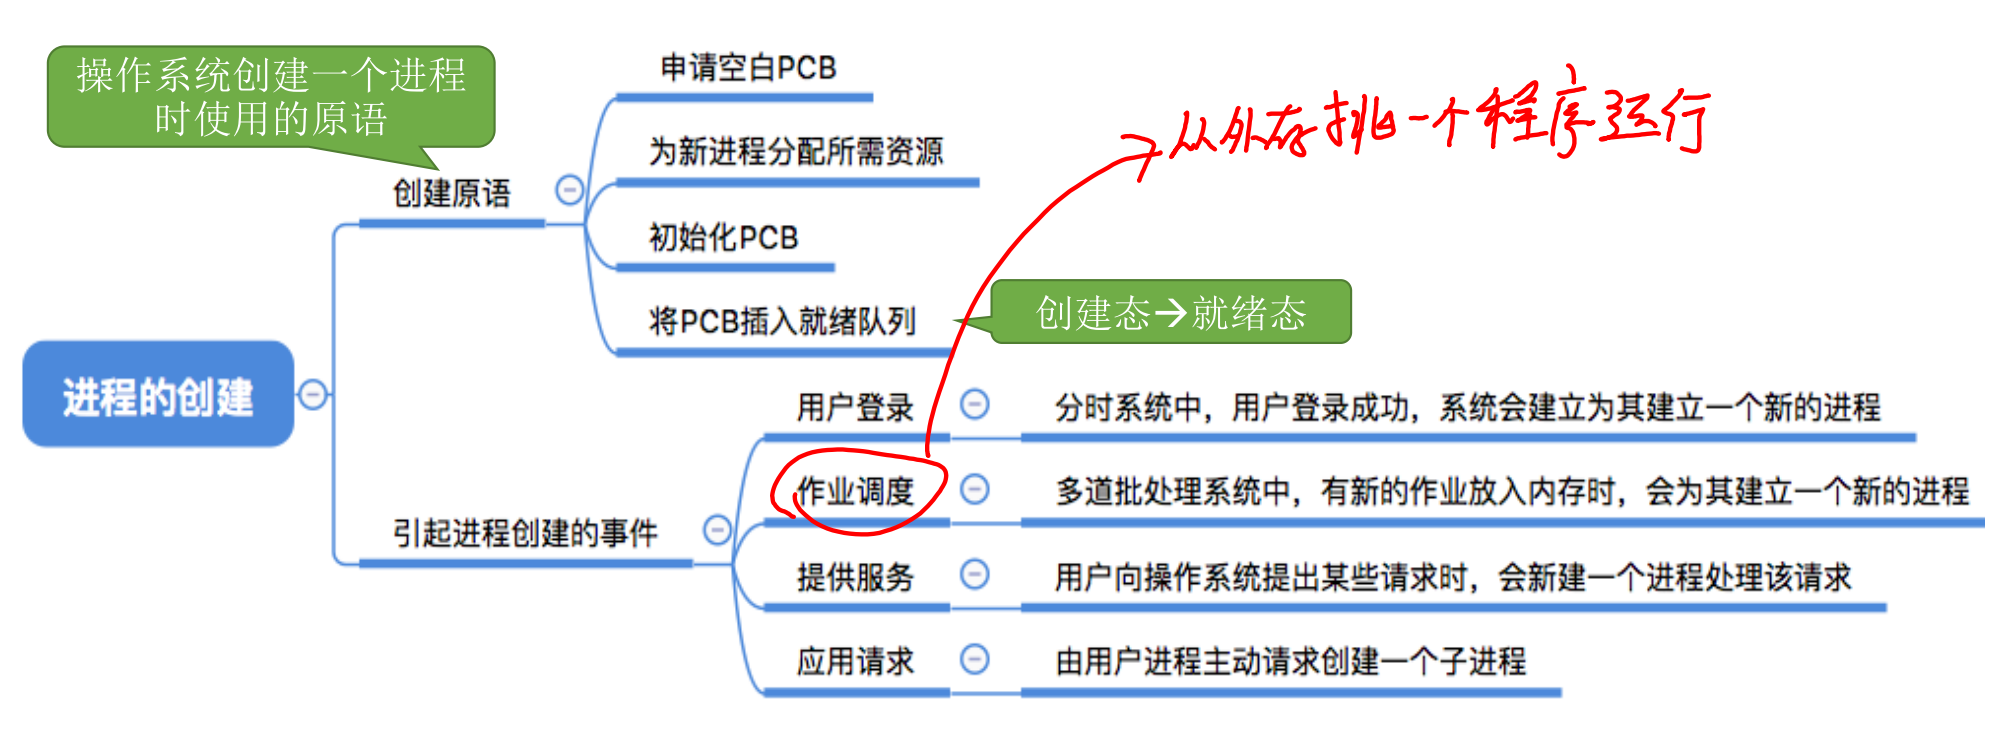 操作系统创建一个进程
时使用的原语
申请空白PCB
从外存挑一个程序运行
为新进程分配所需资源
创建原语
初始化PCB
将PCB插入就绪队列
创建态→就绪态
进程的创建
用户登录
分时系统中，用户登录成功，系统会建立为其建立一个新的进程
作业调度
多道批处理系统中，有新的作业放入内存时，会为其建立一个新的进程
引起进程创建的事件
提供服务
用户向操作系统提出某些请求时，会新建一个进程处理该请求
应用请求
由用户进程主动请求创建一个子进程